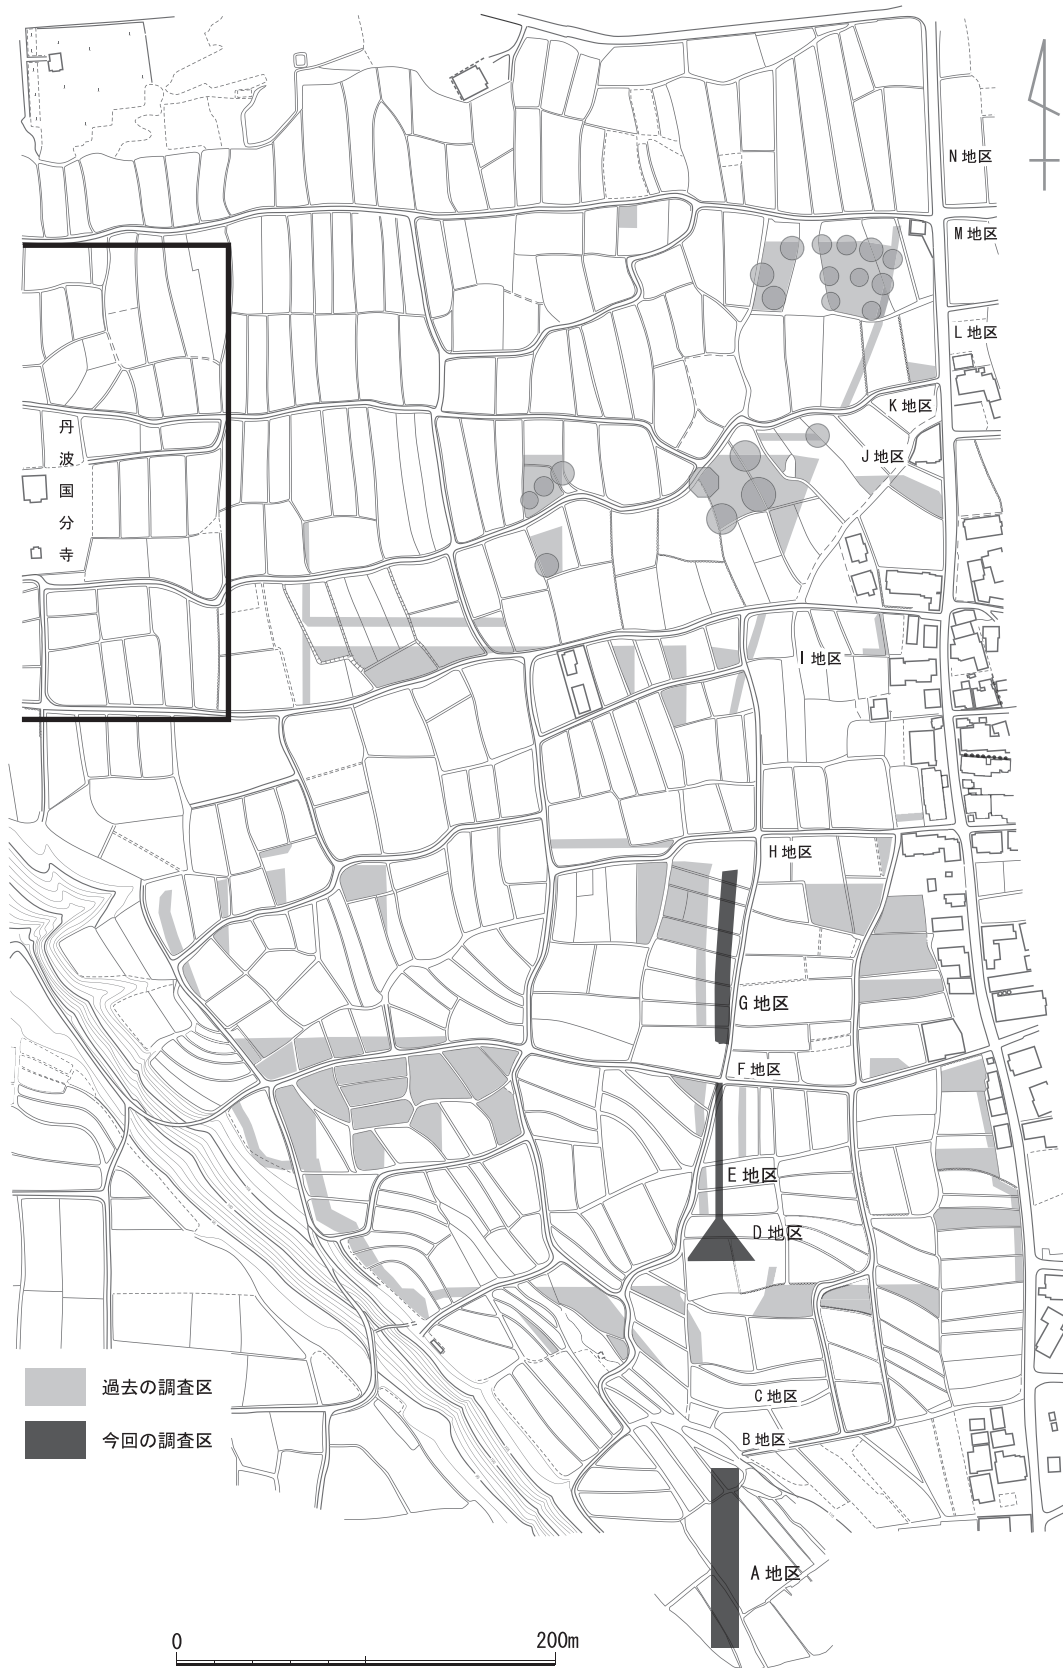 N 地区
M 地区
L 地区
K 地区
J 地区
丹波国分寺
I 地区
H 地区
G 地区
F 地区
E 地区
D 地区
過去の調査区
C 地区
今回の調査区
B 地区
A 地区
0 200m